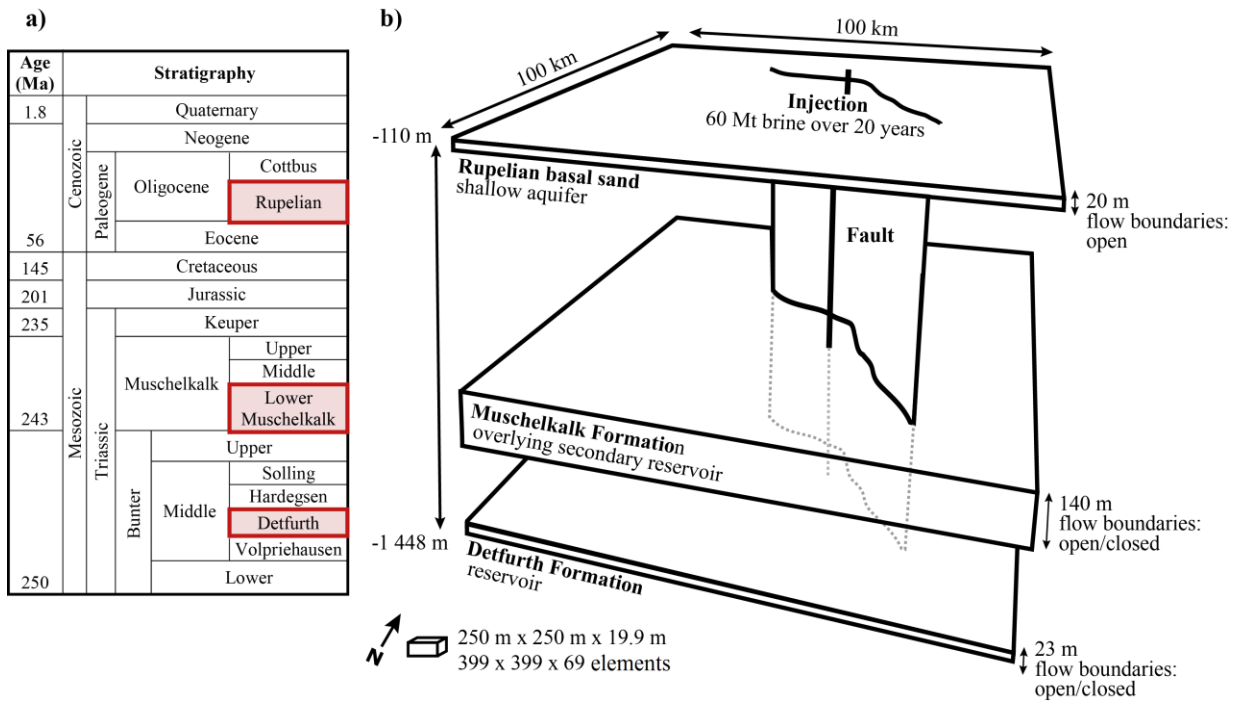 a)
Age
(Ma)
Stratigraphy
1.8
Cenozoic
Quaternary
Neogene
Paleogene
Oligocene
Cottbus
Rupelian
56
Eocene
145
Mesozoic
Cretaceous
201
Jurassic
235
Triassic
Keuper
Muschelkalk
Upper
Middle
Lower
Muschelkalk
243
Bunter
Upper
Middle
Solling
Hardegsen
Detfurth
Volpriehausen
250
Lower
b)
100 km
100 km
Injection
60 Mt brine over 20 years
-110 m
Rupelian basal sand
shallow aquifer
20 m
flow boundaries:
open
Fault
Muschelkalk Formation
overlying secondary reservoir
140 m
flow boundaries:
open/closed
-1 448 m
Detfurth Formation
reservoir
23 m
flow boundaries:
open/closed
N
250 m x 250 m x 19.9 m
399 x 399 x 69 elements